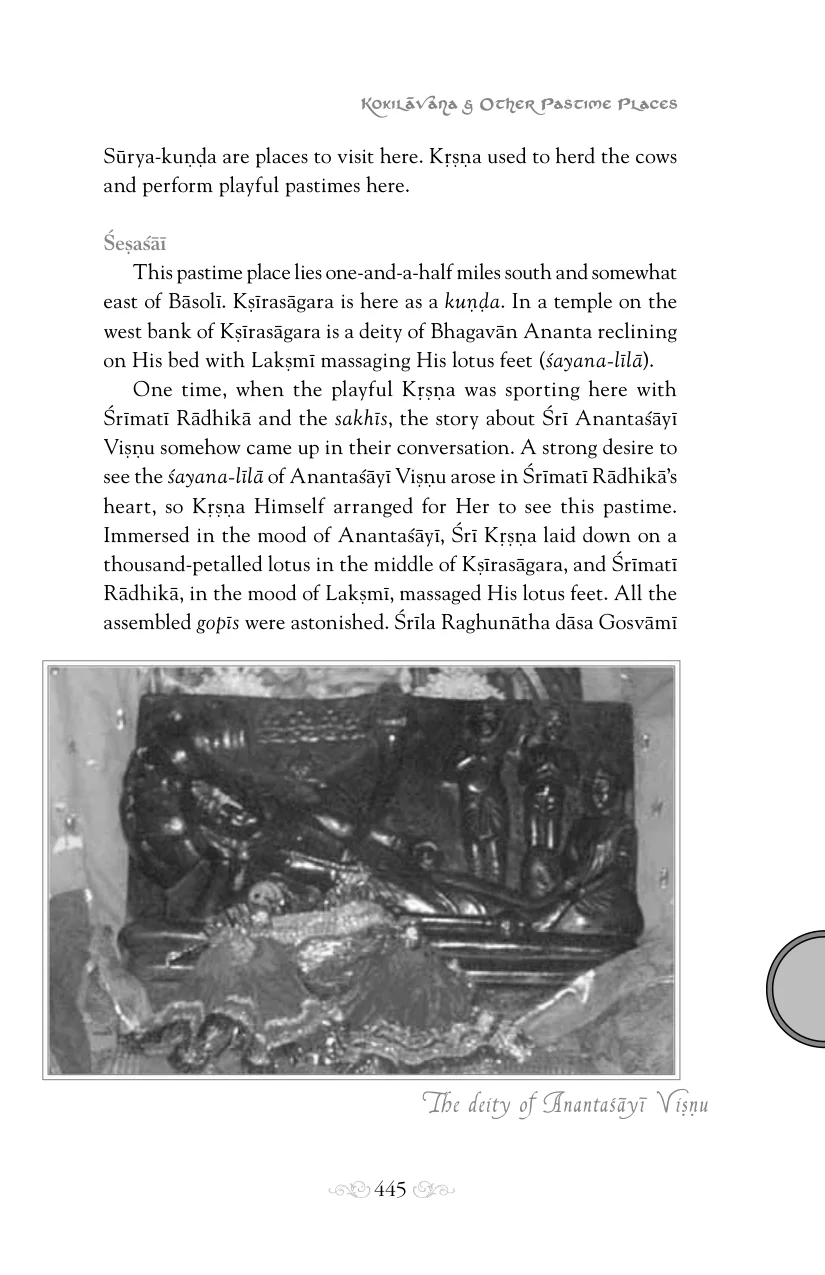 Kokilāvaṇa & Other Pastime Places
Sūrya-kuṇḍa are places to visit here. Kṛṣṇa used to herd the cows
and perform playful pastimes here.
Śeṣaśāī
This pastime place lies one-and-a-half miles south and somewhat
east of Bāsolī. Kṣīrasāgara is here as a kuṇḍa. In a temple on the
west bank of Kṣīrasāgara is a deity of Bhagavān Ananta reclining
on His bed with Lakṣmī massaging His lotus feet (śayana-līlā).
One time, when the playful Kṛṣṇa was sporting here with
Śrīmatī Rādhikā and the sakhīs, the story about Śrī Anantaśāyī
Viṣṇu somehow came up in their conversation. A strong desire to
see the śayana-līlā of Anantaśāyī Viṣṇu arose in Śrīmatī Rādhikā’s
heart, so Kṛṣṇa Himself arranged for Her to see this pastime.
Immersed in the mood of Anantaśāyī, Śrī Kṛṣṇa laid down on a
thousand-petalled lotus in the middle of Kṣīrasāgara, and Śrīmatī
Rādhikā, in the mood of Lakṣmī, massaged His lotus feet. All the
assembled gopīs were astonished. Śrīla Raghunātha dāsa Gosvāmī
The deity of Anantaśāyī Viṣṇu
445